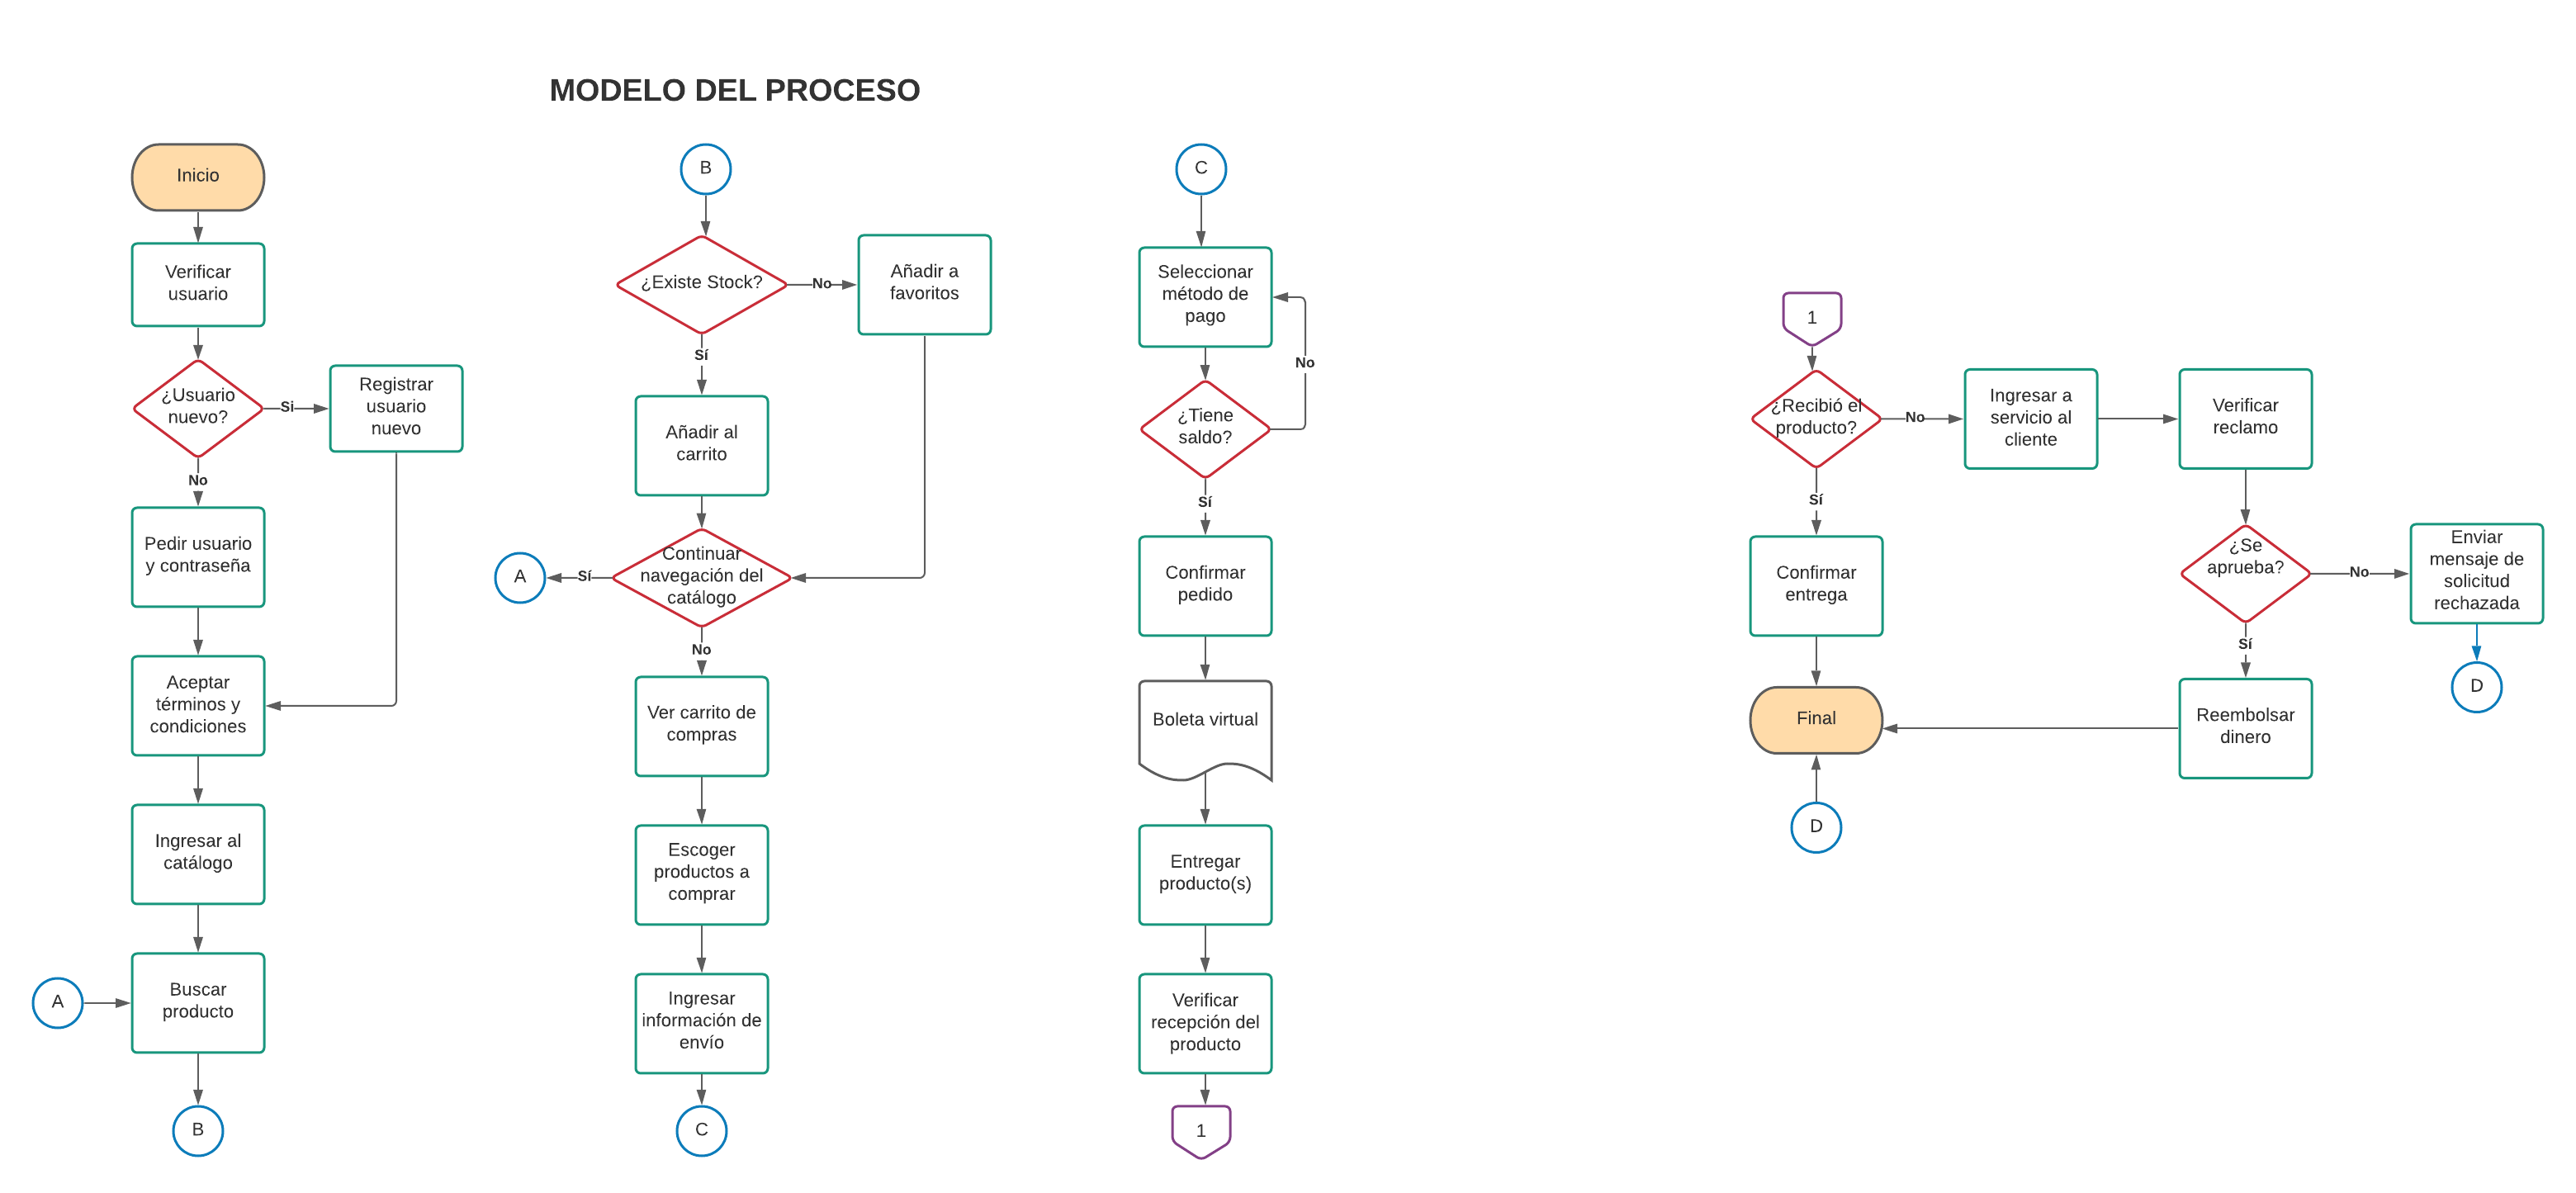 MODELO DEL PROCESO
Inicio
Verificar
usuario
¿Usuario
nuevo?
Si
Registrar
usuario
nuevo
No
Pedir usuario
y contraseña
Aceptar
términos y
condiciones
Ingresar al
catálogo
A
Buscar
producto
B
B
¿Existe Stock?
No
Añadir a
favoritos
Sí
Añadir al
carrito
Continuar
navegación del
catálogo
Sí
A
No
Ver carrito de
compras
Escoger
productos a
comprar
Ingresar
información de
envío
C
C
Seleccionar
método de
pago
No
¿Tiene
saldo?
Sí
Confirmar
pedido
Boleta virtual
Entregar
producto(s)
Verificar
recepción del
producto
1
1
¿Recibió el
producto?
No
Ingresar a
servicio al
cliente
Verificar
reclamo
Sí
Confirmar
entrega
¿Se
aprueba?
No
Enviar
mensaje de
solicitud
rechazada
D
Sí
Reembolsar
dinero
Final
D